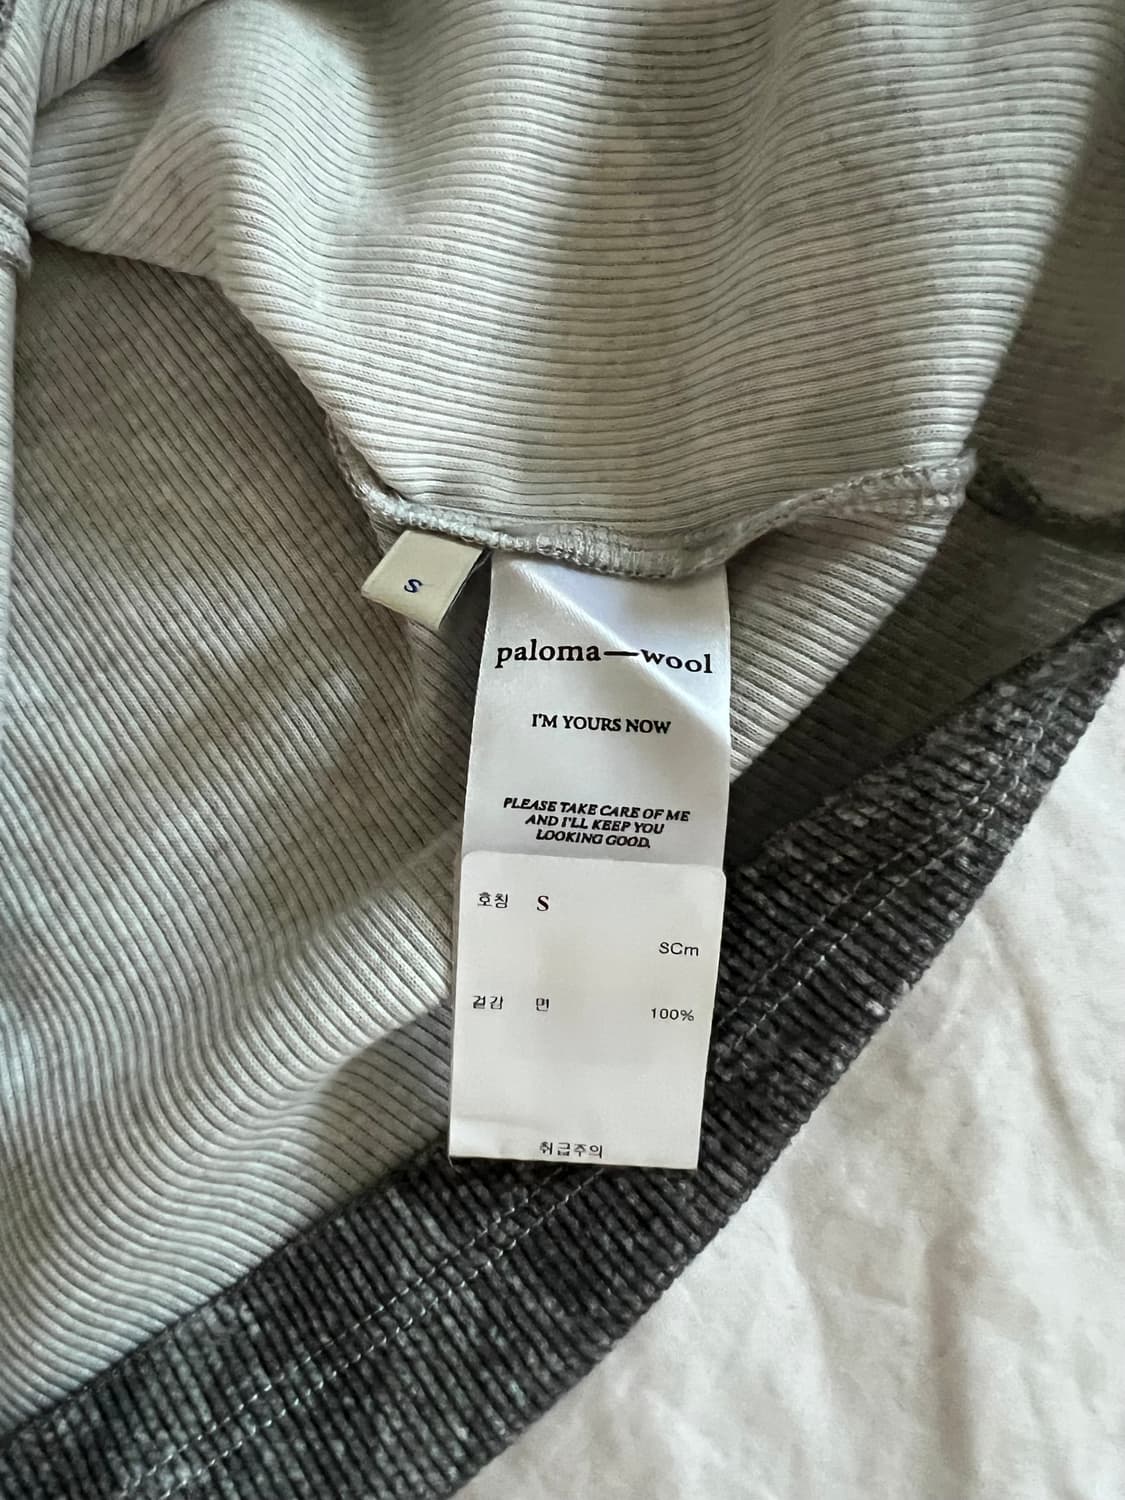 S
paloma—wool
I'M YOURS NOW
PLEASE TAKE CARE OF ME
AND I'LL KEEP YOU
LOOKING GOOD.
호칭 S
SCm
겉감 면 100%
취급주의